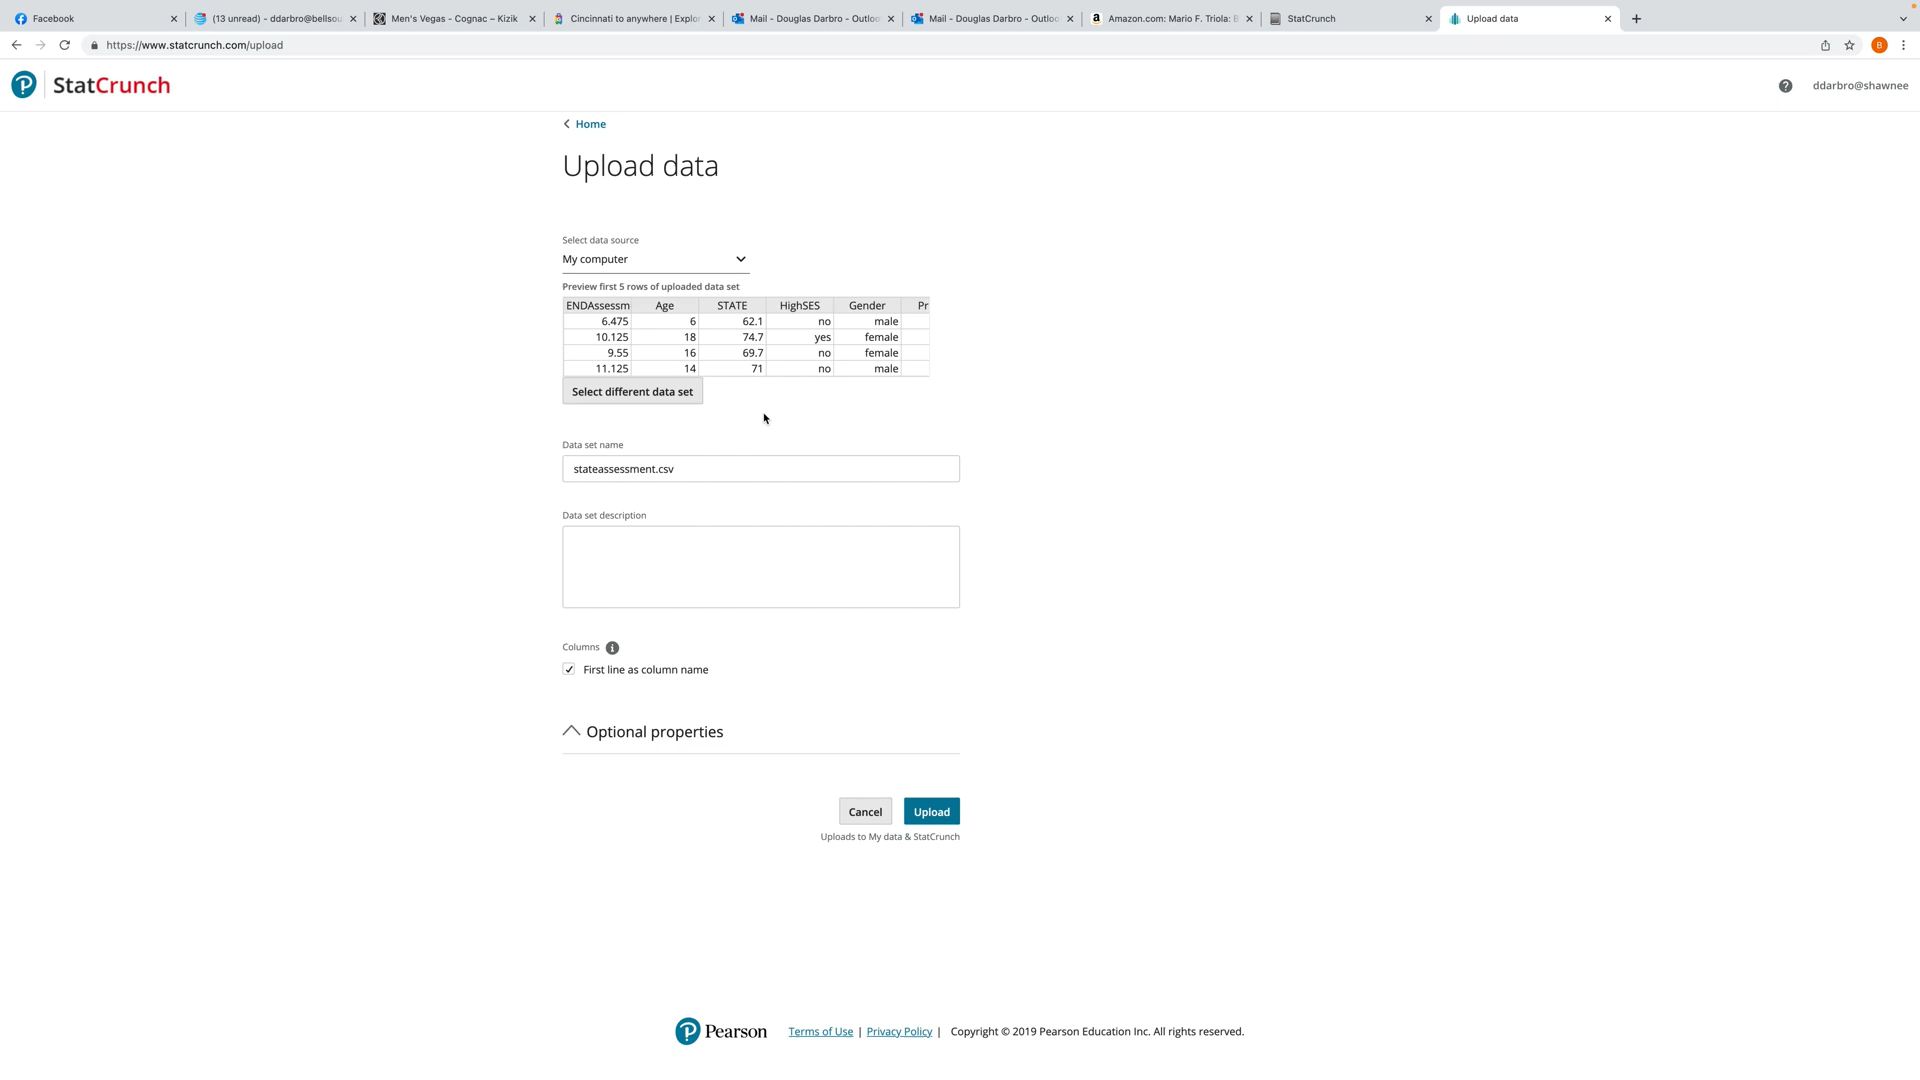 Facebook
(13 unread) - ddarbro@bellsou
Men's Vegas - Cognac – Kizik
Cincinnati to anywhere | Explor
Mail - Douglas Darbro - Outloo
Mail - Douglas Darbro - Outloo
Amazon.com: Mario F. Triola: B
StatCrunch
Upload data
https://www.statcrunch.com/upload
B
StatCrunch
ddarbro@shawnee
Home
Upload data
Select data source
My computer
Preview first 5 rows of uploaded data set
ENDAssessm Age STATE HighSES Gender Pr
6.475 6 62.1 no male
10.125 18 74.7 yes female
9.55 16 69.7 no female
11.125 14 71 no male
Select different data set
Data set name
stateassessment.csv
Data set description
Columns
First line as column name
Optional properties
Cancel Upload
Uploads to My data & StatCrunch
Pearson Terms of Use | Privacy Policy | Copyright © 2019 Pearson Education Inc. All rights reserved.